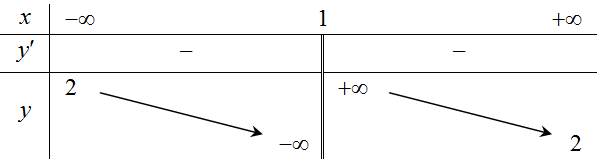 x −∞ 1 +∞
y′ − −
2 +∞
y
−∞ 2